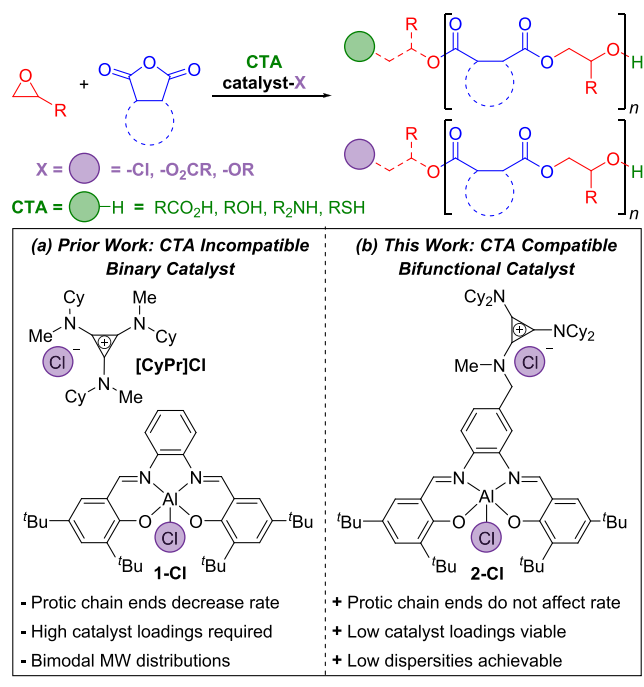 O
R
+
O
O
O
CTA
catalyst-X
R
O
O
O
O
O
R
H
n
R
O
O
O
O
O
R
H
n
X = = -Cl, -O₂CR, -OR
CTA = –H = RCO₂H, ROH, R₂NH, RSH
(a) Prior Work: CTA Incompatible
Binary Catalyst
Cy
Me
N
N
MeN
Cy
Cl
–
+
[CyPr]Cl
Cy
N
Me
N
N
Al
O
O
Cl
ᵗBu
ᵗBu
ᵗBu
ᵗBu
1-Cl
- Protic chain ends decrease rate
- High catalyst loadings required
- Bimodal MW distributions
(b) This Work: CTA Compatible
Bifunctional Catalyst
Cy₂N
NCy₂
+
Me
N
Cl
–
N
N
Al
O
O
Cl
ᵗBu
ᵗBu
ᵗBu
ᵗBu
2-Cl
+ Protic chain ends do not affect rate
+ Low catalyst loadings viable
+ Low dispersities achievable